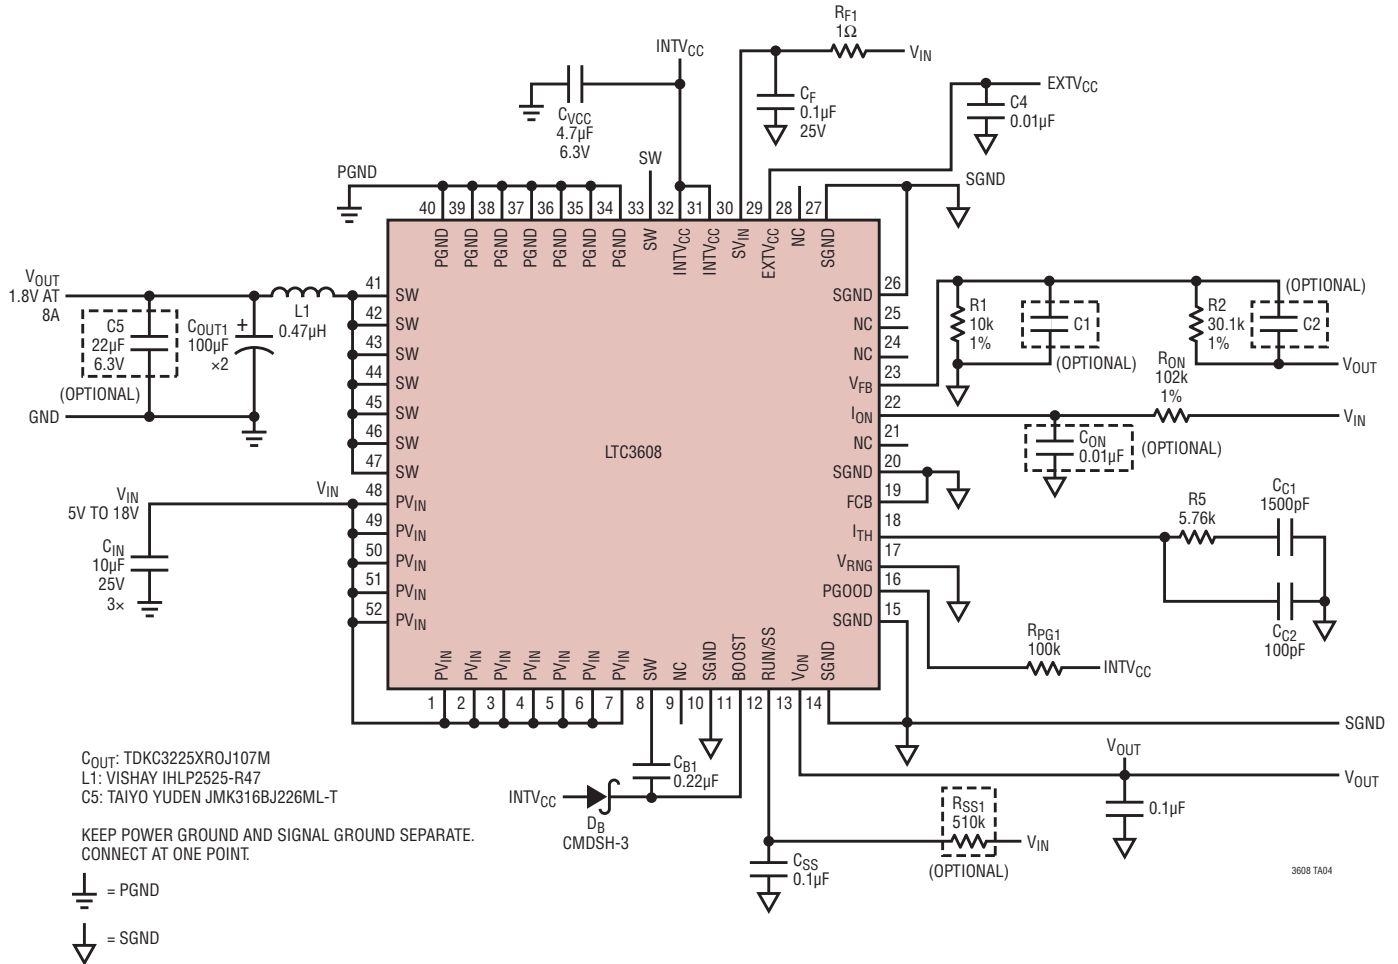 RF1
1Ω
VIN
INTVCC
CF
0.1µF
25V
EXTVCC
C4
0.01µF
CVCC
4.7µF
6.3V
SW
PGND
SGND
40 39 38 37 36 35 34 33 32 31 30 29 28 27
PGND PGND PGND PGND PGND PGND PGND SW INTVCC INTVCC SVIN EXTVCC NC SGND
VOUT
1.8V AT
8A
C5
22µF
6.3V
(OPTIONAL)
COUT1
100µF
×2
+
L1
0.47µH
GND
41 SW
42 SW
43 SW
44 SW
45 SW
46 SW
47 SW
48 PVIN
49 PVIN
50 PVIN
51 PVIN
52 PVIN
VIN
VIN
5V TO 18V
CIN
10µF
25V
3×
LTC3608
SGND 26
NC 25
NC 24
VFB 23
ION 22
NC 21
SGND 20
FCB 19
ITH 18
VRNG 17
PGOOD 16
SGND 15
R1
10k
1%
C1
(OPTIONAL)
R2
30.1k
1%
(OPTIONAL)
C2
VOUT
RON
102k
1%
VIN
CON
0.01µF
(OPTIONAL)
R5
5.76k
CC1
1500pF
CC2
100pF
RPG1
100k
INTVCC
PVIN PVIN PVIN PVIN PVIN PVIN PVIN SW NC SGND BOOST RUN/SS VON SGND
1 2 3 4 5 6 7 8 9 10 11 12 13 14
SGND
VOUT
VOUT
0.1µF
CB1
0.22µF
INTVCC
DB
CMDSH-3
RSS1
510k
(OPTIONAL)
VIN
CSS
0.1µF
COUT: TDKC3225XROJ107M
L1: VISHAY IHLP2525-R47
C5: TAIYO YUDEN JMK316BJ226ML-T
KEEP POWER GROUND AND SIGNAL GROUND SEPARATE.
CONNECT AT ONE POINT.
= PGND
= SGND
3608 TA04